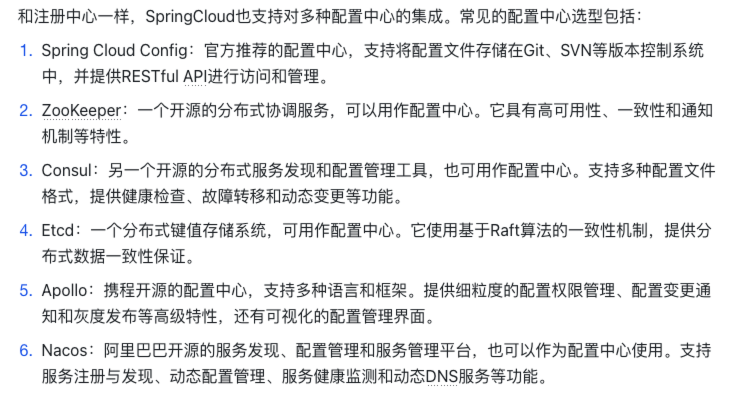 和注册中心一样，SpringCloud也支持对多种配置中心的集成。常见的配置中心选型包括：
1. Spring Cloud Config：官方推荐的配置中心，支持将配置文件存储在Git、SVN等版本控制系统
中，并提供RESTful API进行访问和管理。
2. ZooKeeper：一个开源的分布式协调服务，可以用作配置中心。它具有高可用性、一致性和通知
机制等特性。
3. Consul：另一个开源的分布式服务发现和配置管理工具，也可用作配置中心。支持多种配置文件
格式，提供健康检查、故障转移和动态变更等功能。
4. Etcd：一个分布式键值存储系统，可用作配置中心。它使用基于Raft算法的一致性机制，提供分
布式数据一致性保证。
5. Apollo：携程开源的配置中心，支持多种语言和框架。提供细粒度的配置权限管理、配置变更通
知和灰度发布等高级特性，还有可视化的配置管理界面。
6. Nacos：阿里巴巴开源的服务发现、配置管理和服务管理平台，也可以作为配置中心使用。支持
服务注册与发现、动态配置管理、服务健康监测和动态DNS服务等功能。